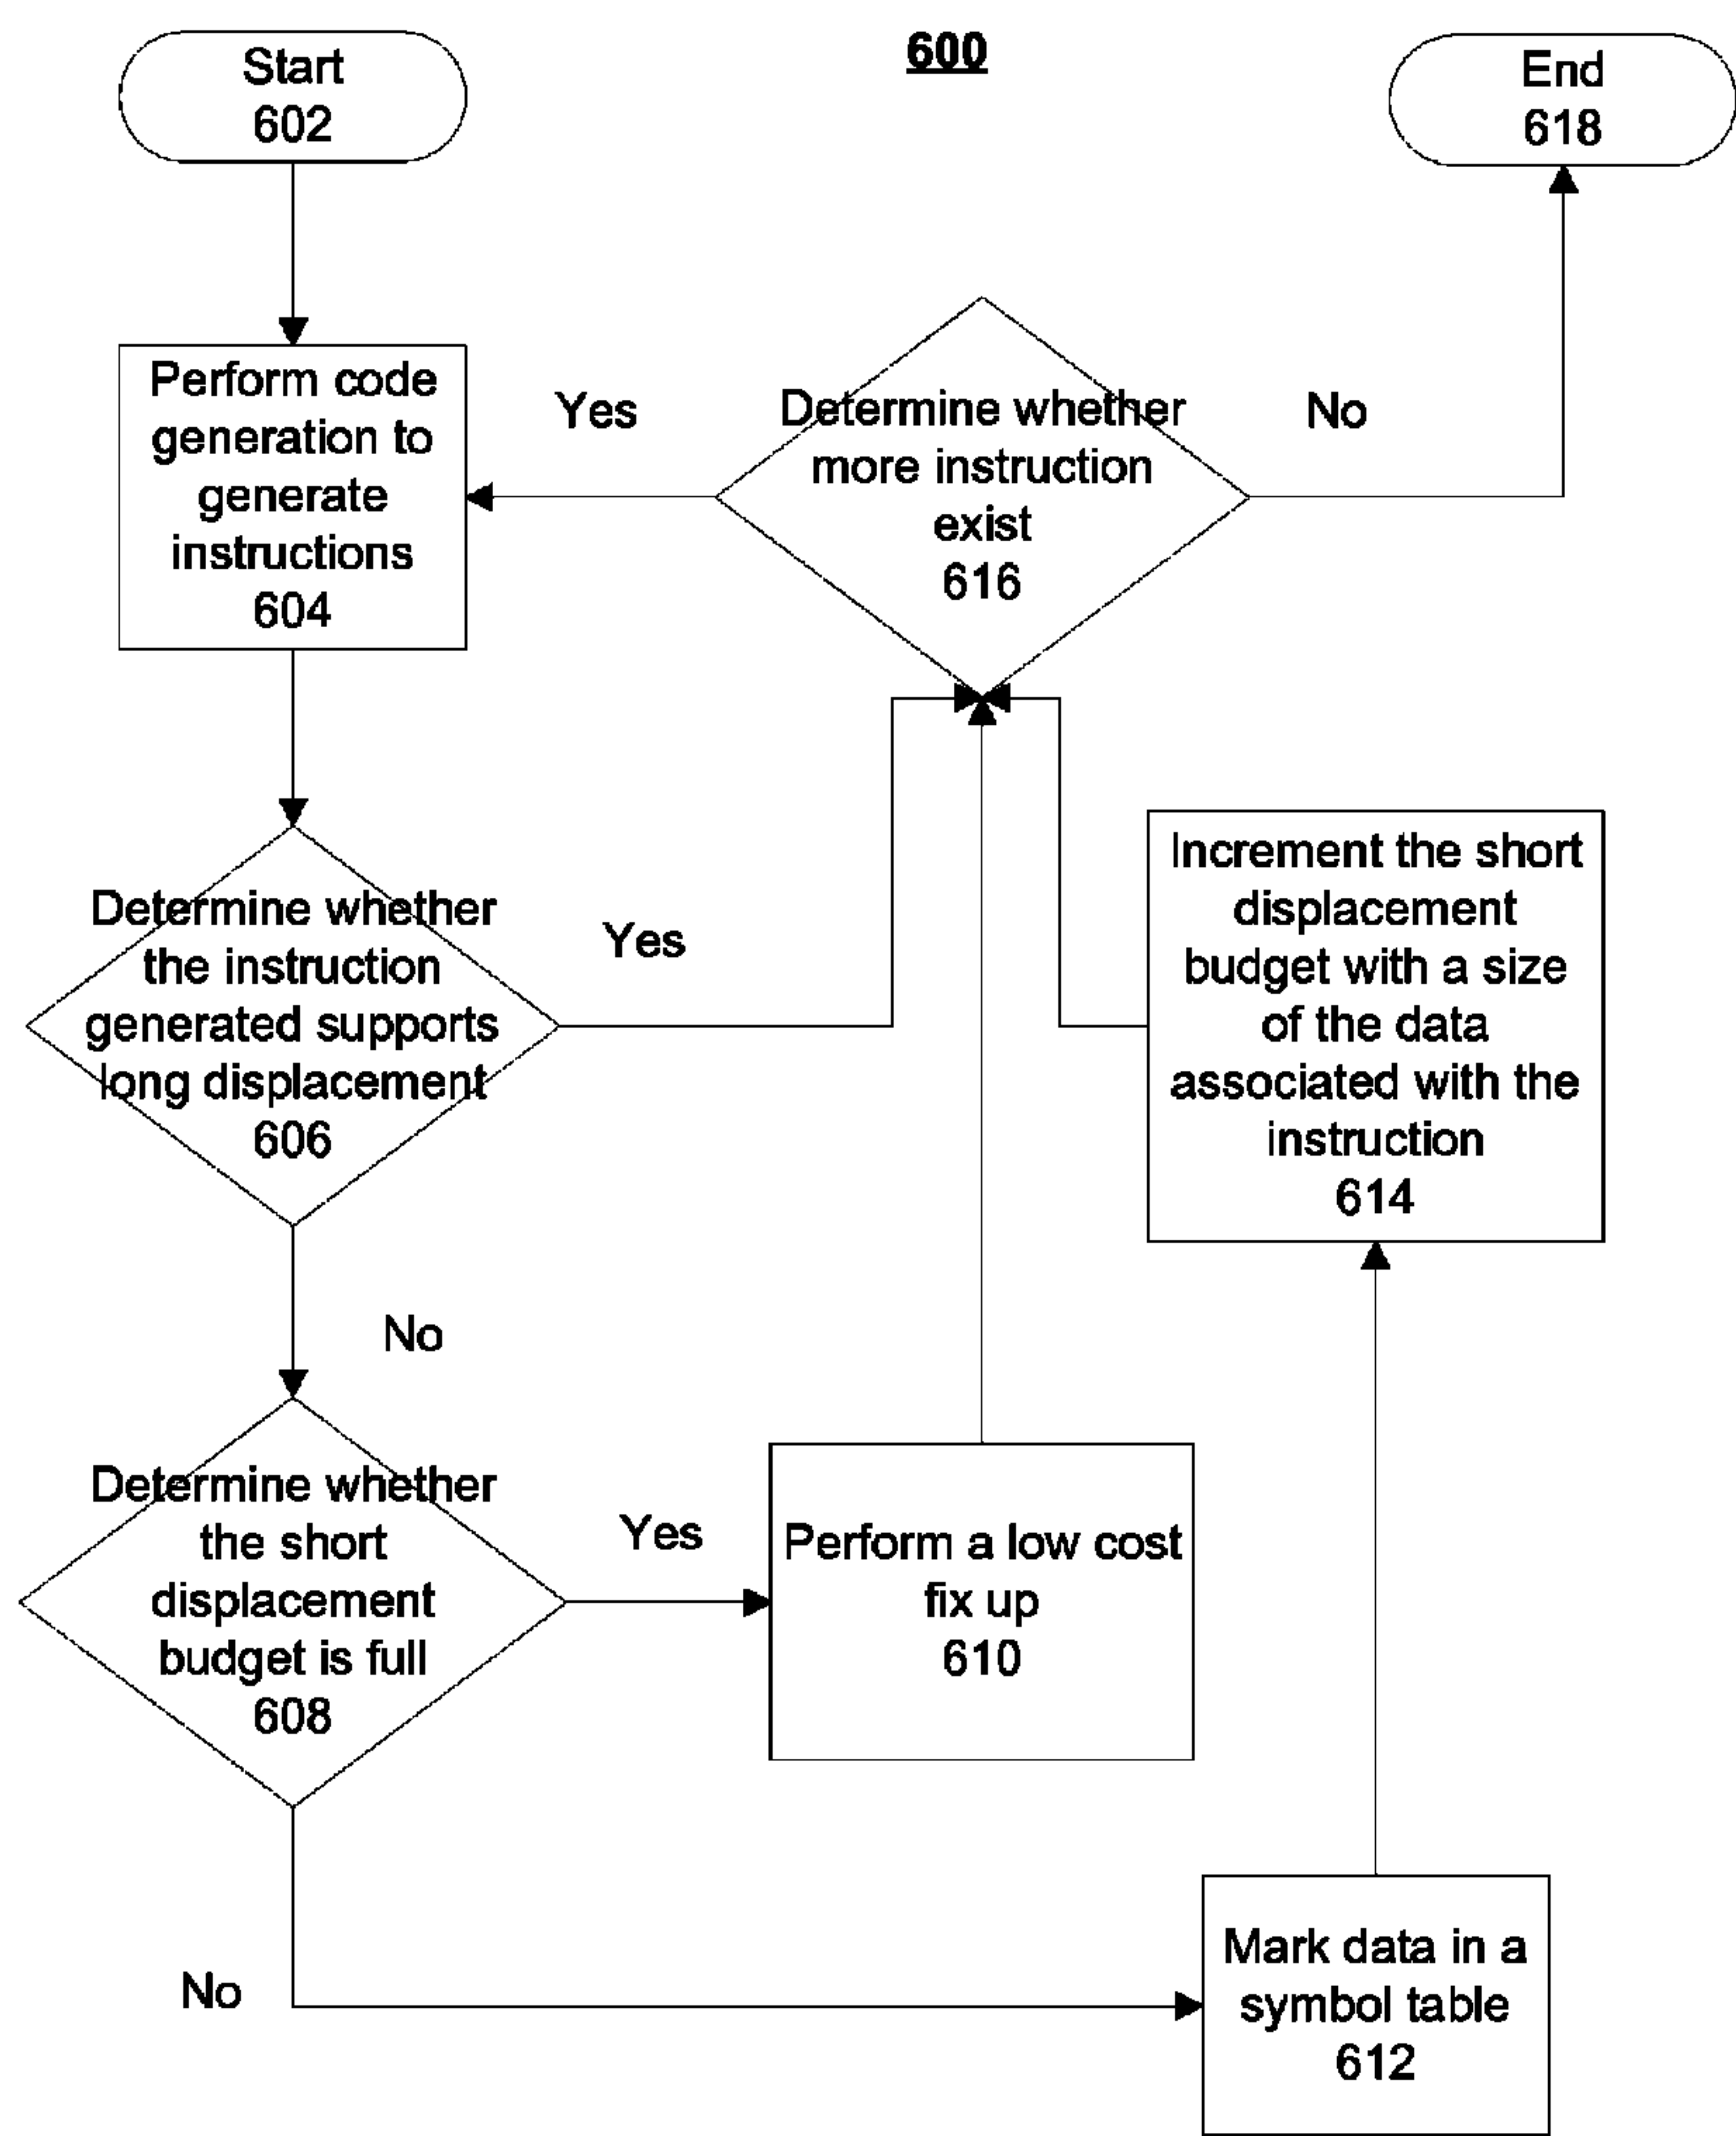 600
Start
602
End
618
Perform code
generation to
generate
instructions
604
Yes
Determine whether
more instruction
exist
616
No
Determine whether
the instruction
generated supports
long displacement
606
Yes
Increment the short
displacement
budget with a size
of the data
associated with the
instruction
614
No
Determine whether
the short
displacement
budget is full
608
Yes
Perform a low cost
fix up
610
No
Mark data in a
symbol table
612